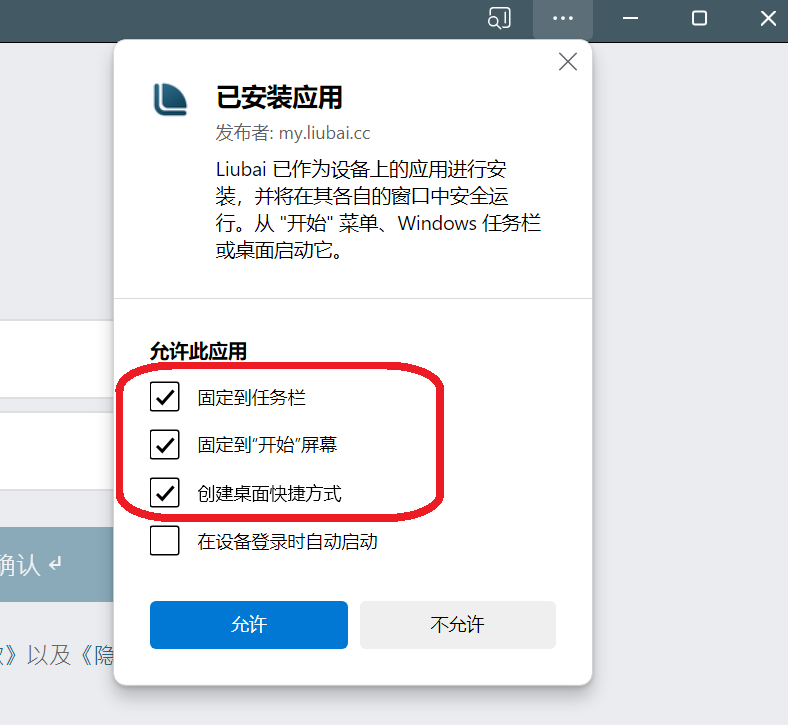 已安装应用
发布者: my.liubai.cc
Liubai 已作为设备上的应用进行安
装，并将在其各自的窗口中安全运
行。从 "开始" 菜单、Windows 任务栏
或桌面启动它。
允许此应用
固定到任务栏
固定到“开始”屏幕
创建桌面快捷方式
在设备登录时自动启动
确认
允许
不允许
》以及《隐